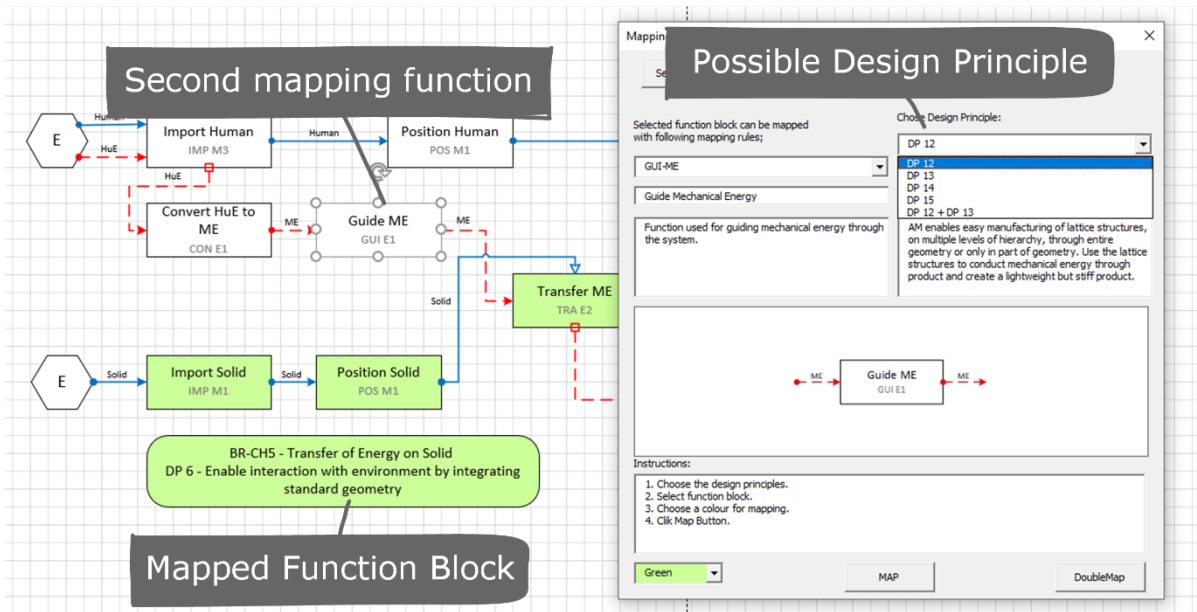 Second mapping function
E
Human
HuE
Import Human
IMP M3
Human
Position Human
POS M1
HuE
Convert HuE to
ME
CON E1
ME
Guide ME
GUI E1
ME
Solid
Transfer ME
TRA E2
E
Solid
Import Solid
IMP M1
Solid
Position Solid
POS M1
BR-CH5 - Transfer of Energy on Solid
DP 6 - Enable interaction with environment by integrating
standard geometry
Mapped Function Block
Possible Design Principle
Selected function block can be mapped
with following mapping rules;
GUI-ME
Guide Mechanical Energy
Function used for guiding mechanical energy through
the system.
Chose Design Principle:
DP 12
DP 12
DP 13
DP 14
DP 15
DP 12 + DP 13
AM enables easy manufacturing of lattice structures,
on multiple levels of hierarchy, through entire
geometry or only in part of geometry. Use the lattice
structures to conduct mechanical energy through
product and create a lightweight but stiff product.
ME
Guide ME
GUI E1
ME
Instructions:
1. Choose the design principles.
2. Select function block.
3. Choose a colour for mapping.
4. Clik Map Button.
Green
MAP
DoubleMap